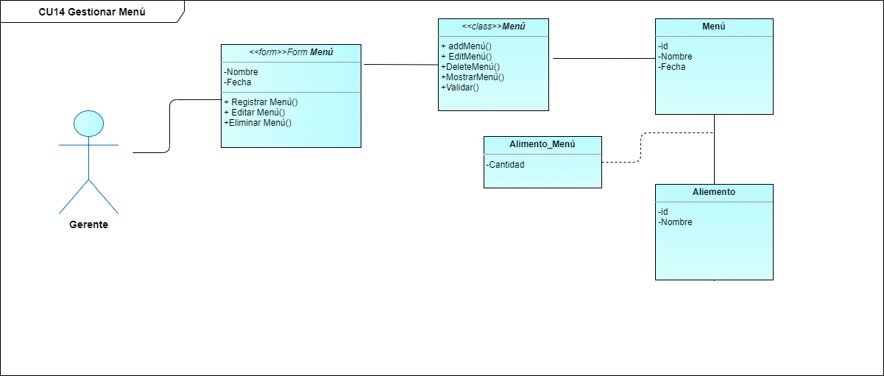 CU14 Gestionar Menú
Gerente
<<form>>Form Menú
-Nombre
-Fecha
+ Registrar Menú()
+ Editar Menú()
+Eliminar Menú()
<<class>>Menú
+ addMenú()
+ EditMenú()
+DeleteMenú()
+MostrarMenú()
+Validar()
Menú
-id
-Nombre
-Fecha
Alimento_Menú
-Cantidad
Aliemento
-id
-Nombre